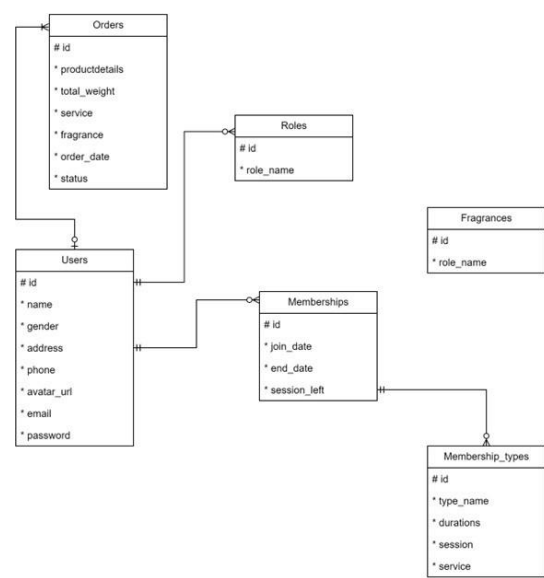 Orders
# id
* productdetails
* total_weight
* service
* fragrance
* order_date
* status
Roles
# id
* role_name
Fragrances
# id
* role_name
Users
# id
* name
* gender
* address
* phone
* avatar_url
* email
* password
Memberships
# id
* join_date
* end_date
* session_left
Membership_types
# id
* type_name
* durations
* session
* service